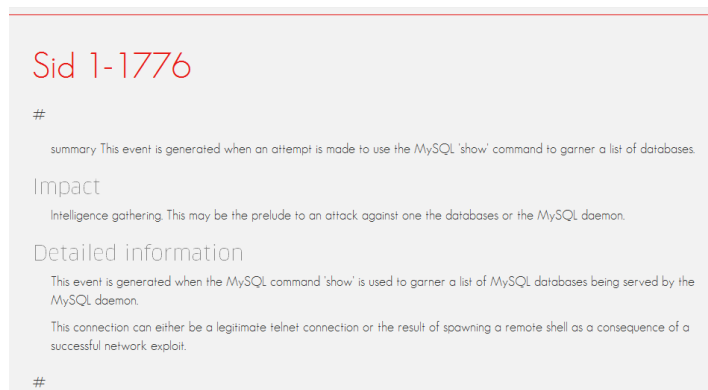 Sid 1-1776
#
summary This event is generated when an attempt is made to use the MySQL 'show' command to garner a list of databases.
Impact
Intelligence gathering. This may be the prelude to an attack against one the databases or the MySQL daemon.
Detailed information
This event is generated when the MySQL command 'show' is used to garner a list of MySQL databases being served by the
MySQL daemon.
This connection can either be a legitimate telnet connection or the result of spawning a remote shell as a consequence of a
successful network exploit.
#